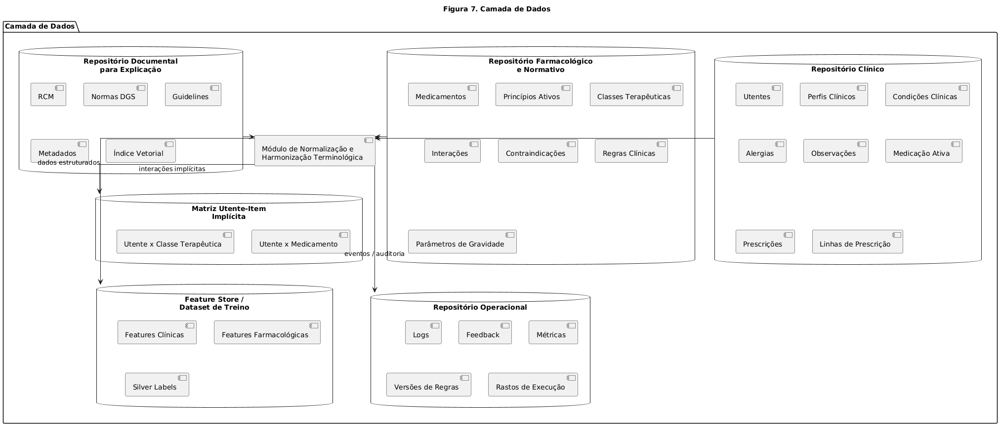 Figura 7. Camada de Dados
Camada de Dados
Repositório Documental
para Explicação
RCM
Normas DGS
Guidelines
Metadados
Índice Vetorial
Módulo de Normalização e
Harmonização Terminológica
Repositório Farmacológico
e Normativo
Medicamentos
Princípios Ativos
Classes Terapêuticas
Interações
Contraindicações
Regras Clínicas
Parâmetros de Gravidade
Repositório Clínico
Utentes
Perfis Clínicos
Condições Clínicas
Alergias
Observações
Medicação Ativa
Prescrições
Linhas de Prescrição
dados estruturados
interações implícitas
eventos / auditoria
Matriz Utente-Item
Implícita
Utente x Classe Terapêutica
Utente x Medicamento
Feature Store /
Dataset de Treino
Features Clínicas
Features Farmacológicas
Silver Labels
Repositório Operacional
Logs
Feedback
Métricas
Versões de Regras
Rastos de Execução